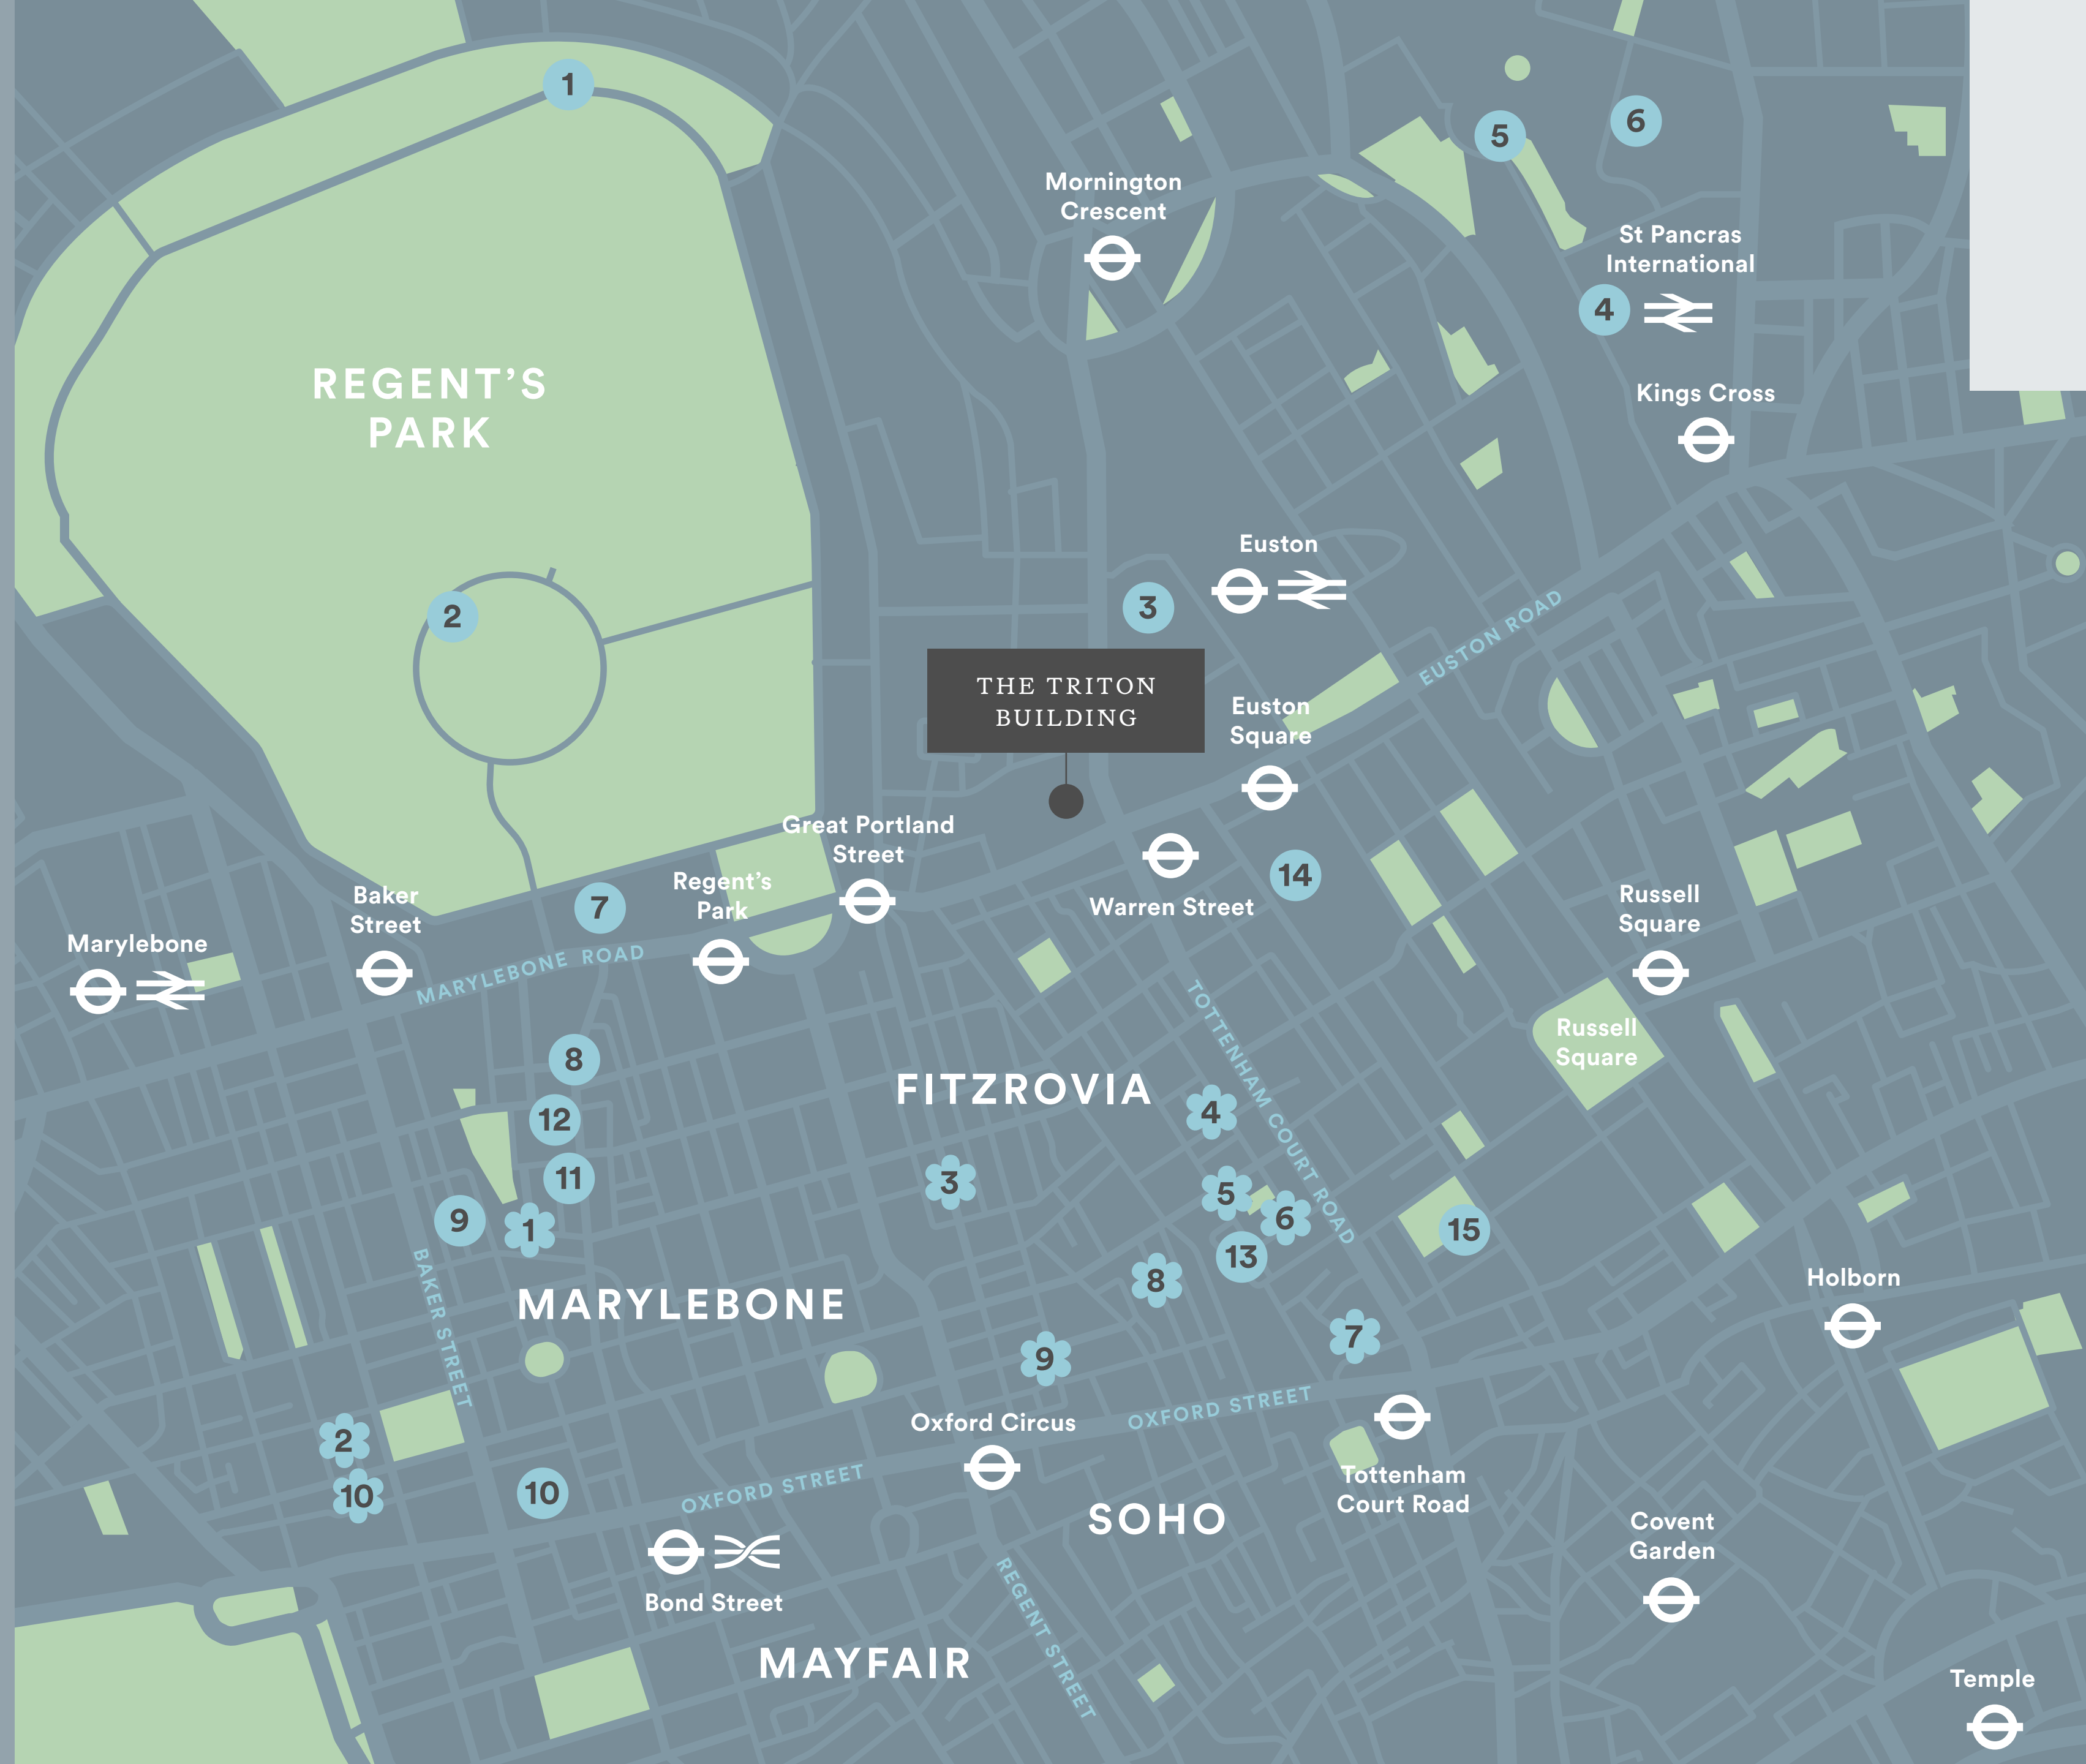 1
5
6
Mornington
Crescent
St Pancras
International
4
REGENT’S
PARK
Kings Cross
Euston
2
3
EUSTON ROAD
THE TRITON
BUILDING
Euston
Square
Great Portland
Street
Regent’s
Park
Baker
Street
7
14
Warren Street
Russell
Square
Marylebone
MARYLEBONE ROAD
TOTTENHAM COURT ROAD
Russell
Square
8
FITZROVIA
4
12
11
3
5
6
9
1
15
13
8
BAKER STREET
MARYLEBONE
Holborn
7
9
OXFORD STREET
Oxford Circus
2
10
10
OXFORD STREET
Tottenham
Court Road
SOHO
Covent
Garden
Bond Street
REGENT STREET
MAYFAIR
Temple